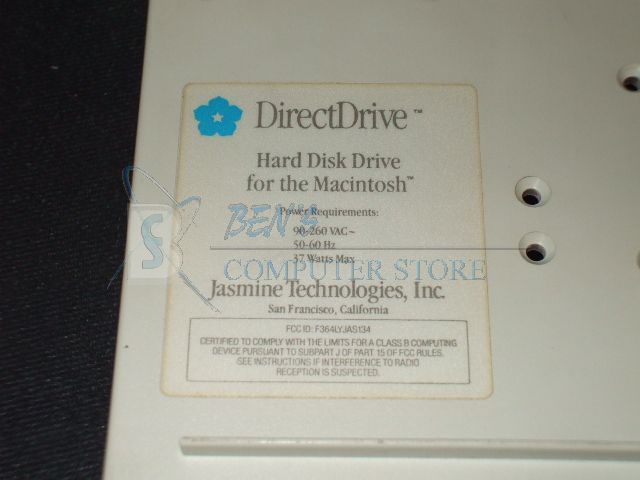 DirectDrive™
Hard Disk Drive
for the Macintosh™
Power Requirements:
90-260 VAC~
50-60 Hz
37 Watts Max
BEN'S
COMPUTER STORE
Jasmine Technologies, Inc.
San Francisco, California
FCC ID: F364LYJAS134
CERTIFIED TO COMPLY WITH THE LIMITS FOR A CLASS B COMPUTING
DEVICE PURSUANT TO SUBPART J OF PART 15 OF FCC RULES.
SEE INSTRUCTIONS IF INTERFERENCE TO RADIO
RECEPTION IS SUSPECTED.